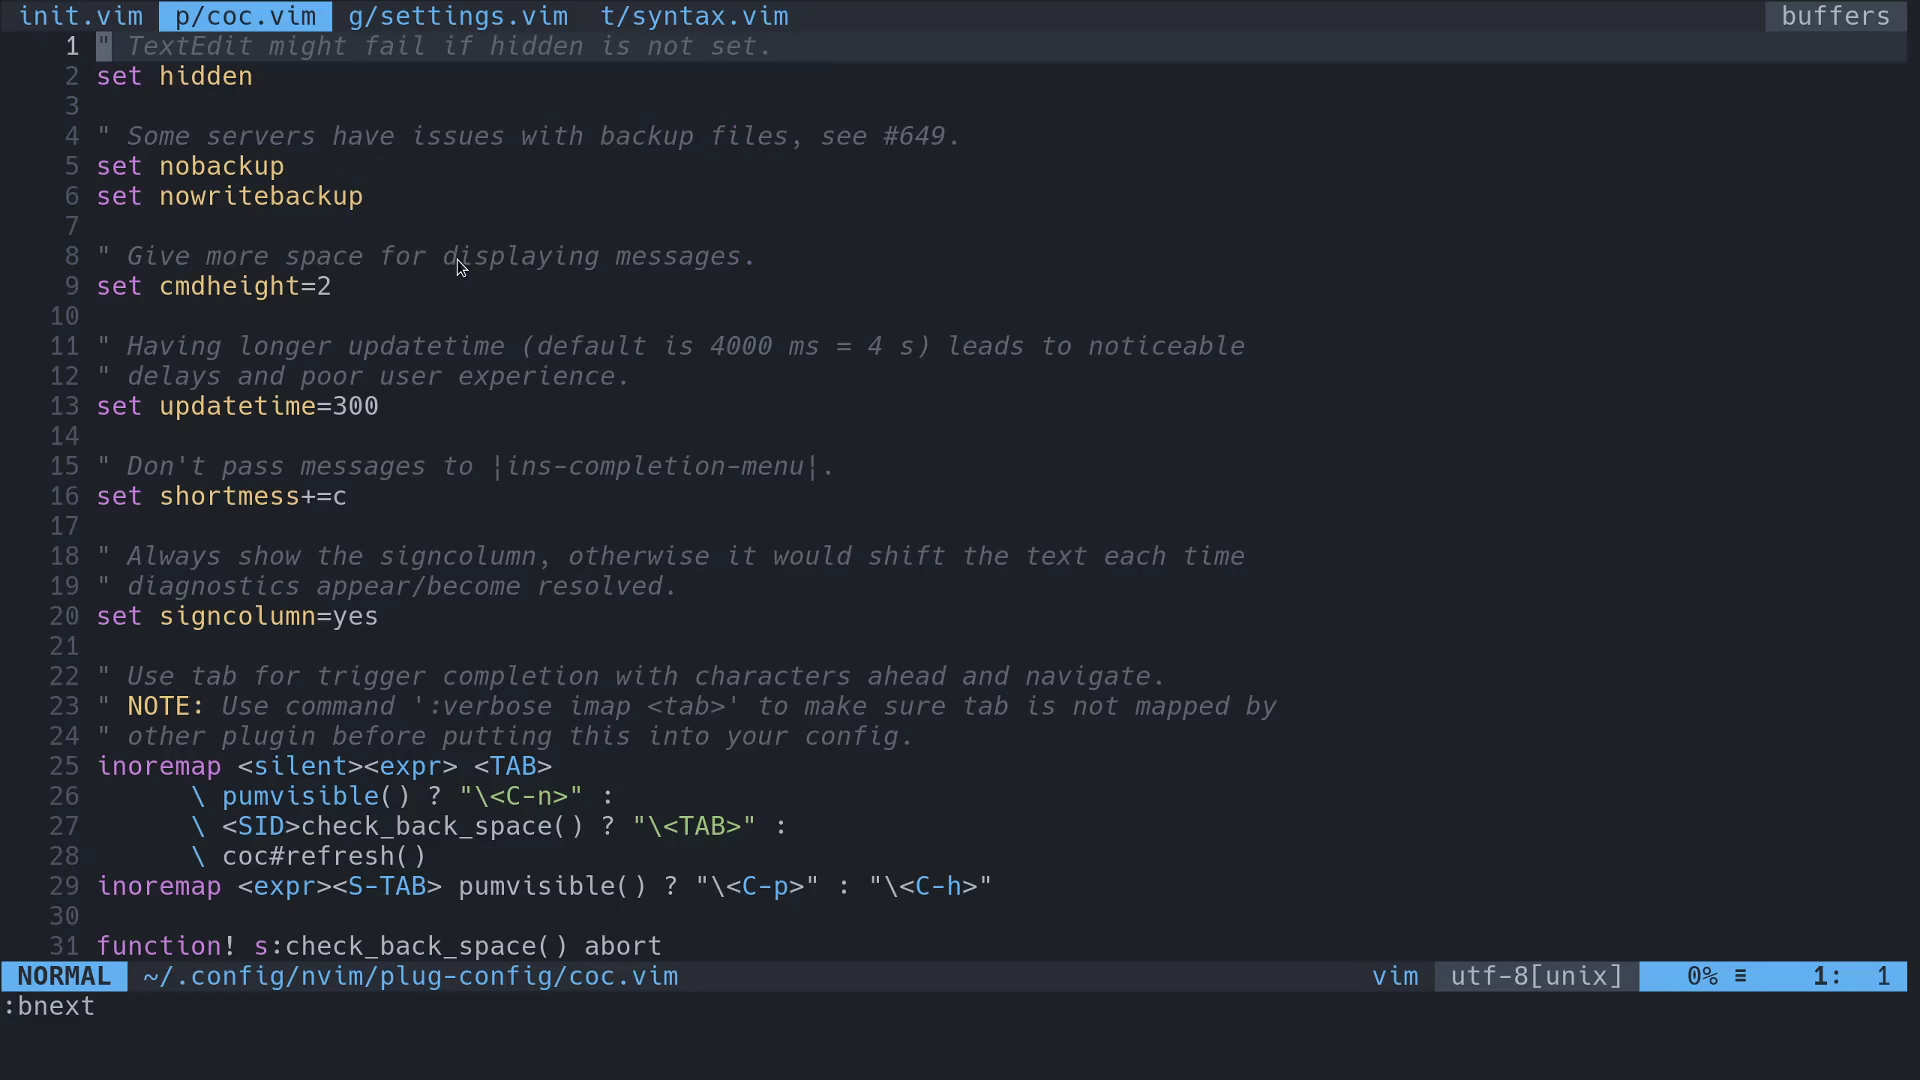 init.vim p/coc.vim g/settings.vim t/syntax.vim buffers
1 " TextEdit might fail if hidden is not set.
2 set hidden
3
4 " Some servers have issues with backup files, see #649.
5 set nobackup
6 set nowritebackup
7
8 " Give more space for displaying messages.
9 set cmdheight=2
10
11 " Having longer updatetime (default is 4000 ms = 4 s) leads to noticeable
12 " delays and poor user experience.
13 set updatetime=300
14
15 " Don't pass messages to |ins-completion-menu|.
16 set shortmess+=c
17
18 " Always show the signcolumn, otherwise it would shift the text each time
19 " diagnostics appear/become resolved.
20 set signcolumn=yes
21
22 " Use tab for trigger completion with characters ahead and navigate.
23 " NOTE: Use command ':verbose imap <tab>' to make sure tab is not mapped by
24 " other plugin before putting this into your config.
25 inoremap <silent><expr> <TAB>
26       \ pumvisible() ? "\<C-n>" :
27       \ <SID>check_back_space() ? "\<TAB>" :
28       \ coc#refresh()
29 inoremap <expr><S-TAB> pumvisible() ? "\<C-p>" : "\<C-h>"
30
31 function! s:check_back_space() abort
NORMAL ~/.config/nvim/plug-config/coc.vim vim utf-8[unix] 0% ≡ 1: 1
:bnext